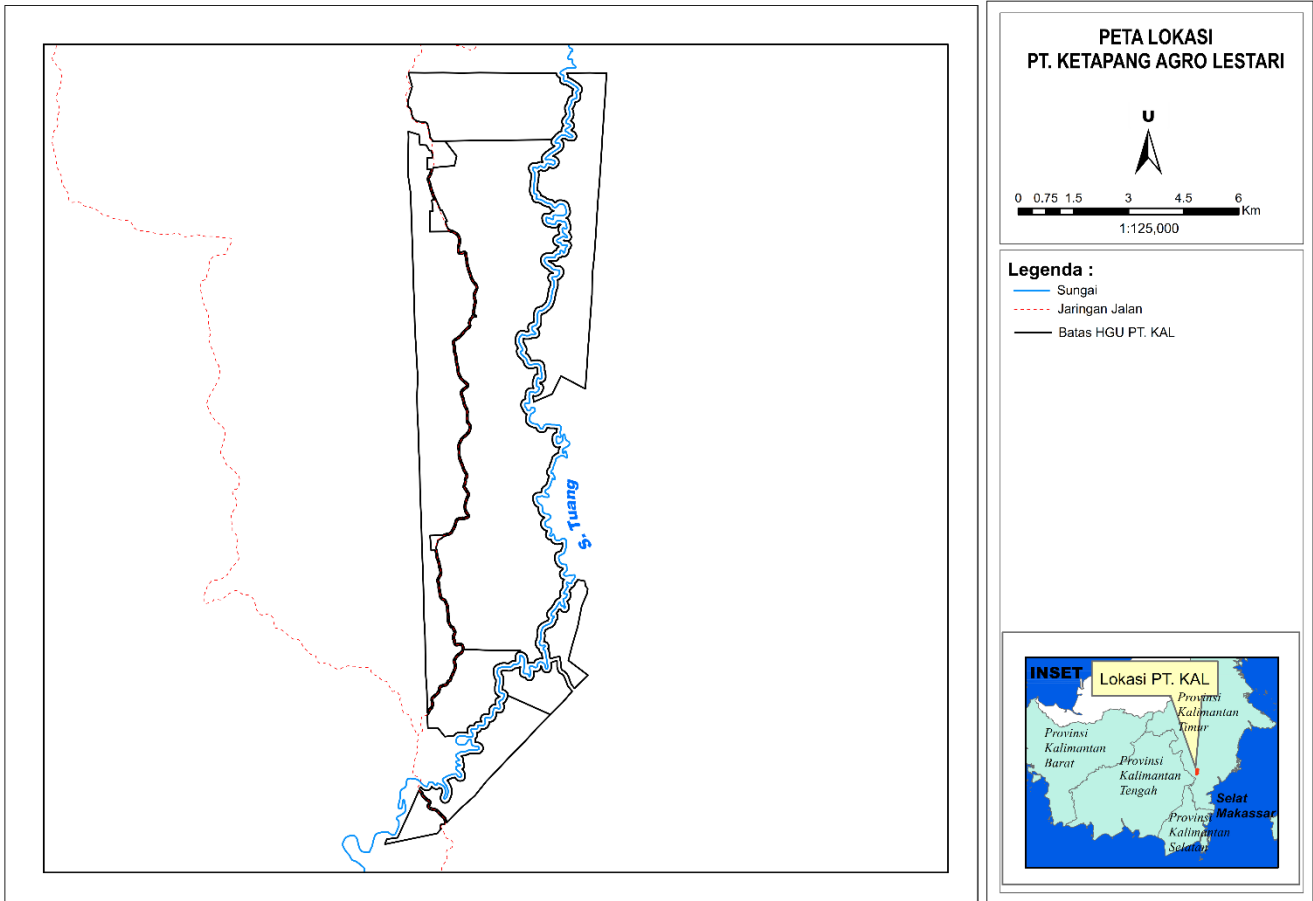 PETA LOKASI
PT. KETAPANG AGRO LESTARI
U
0 0.75 1.5 3 4.5 6
Km
1:125,000
Legenda :
Sungai
Jaringan Jalan
Batas HGU PT. KAL
S. Tuang
INSET
Lokasi PT. KAL
Provinsi
Kalimantan
Timur
Provinsi
Kalimantan
Barat
Provinsi
Kalimantan
Tengah
Selat
Makassar
Provinsi
Kalimantan
Selatan